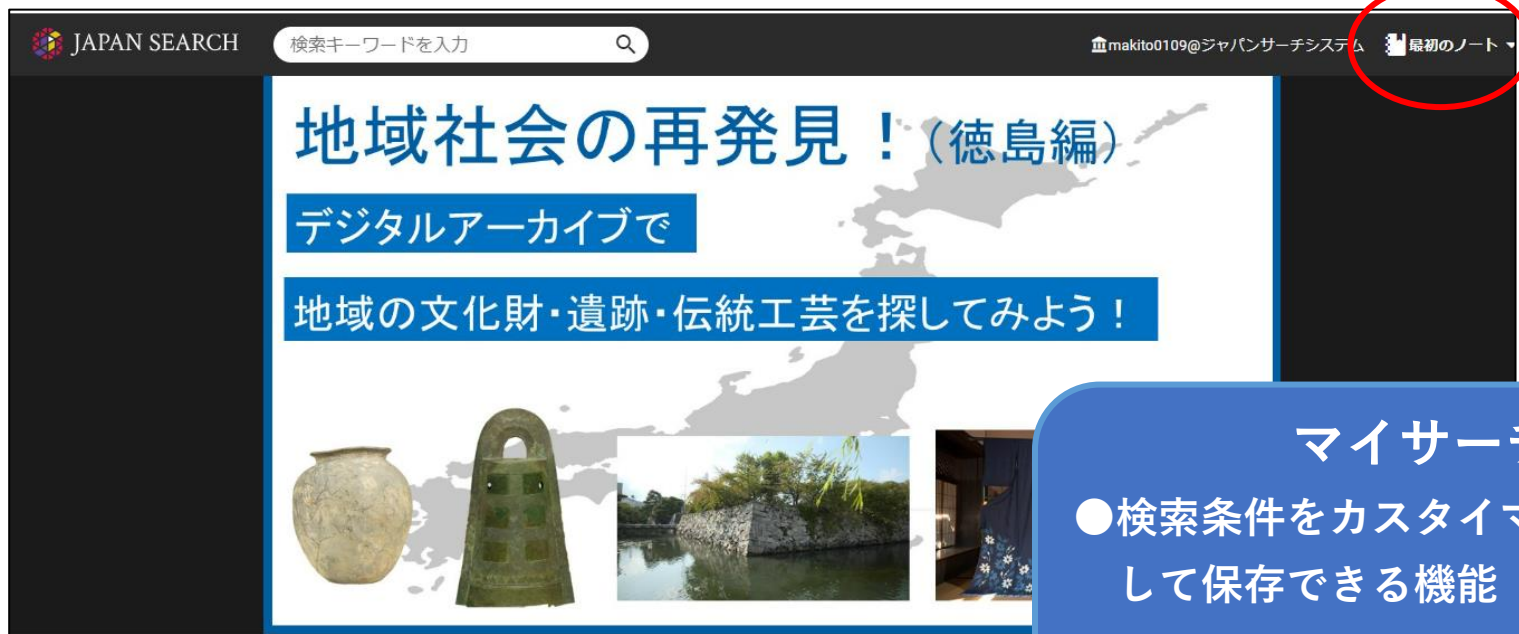 JAPAN SEARCH
検索キーワードを入力
makito0109@ジャパンサーチシステム
最初のノート
地域社会の再発見！（徳島編）
デジタルアーカイブで
地域の文化財・遺跡・伝統工芸を探してみよう！
マイサーチ
●検索条件をカスタイマ
して保存できる機能